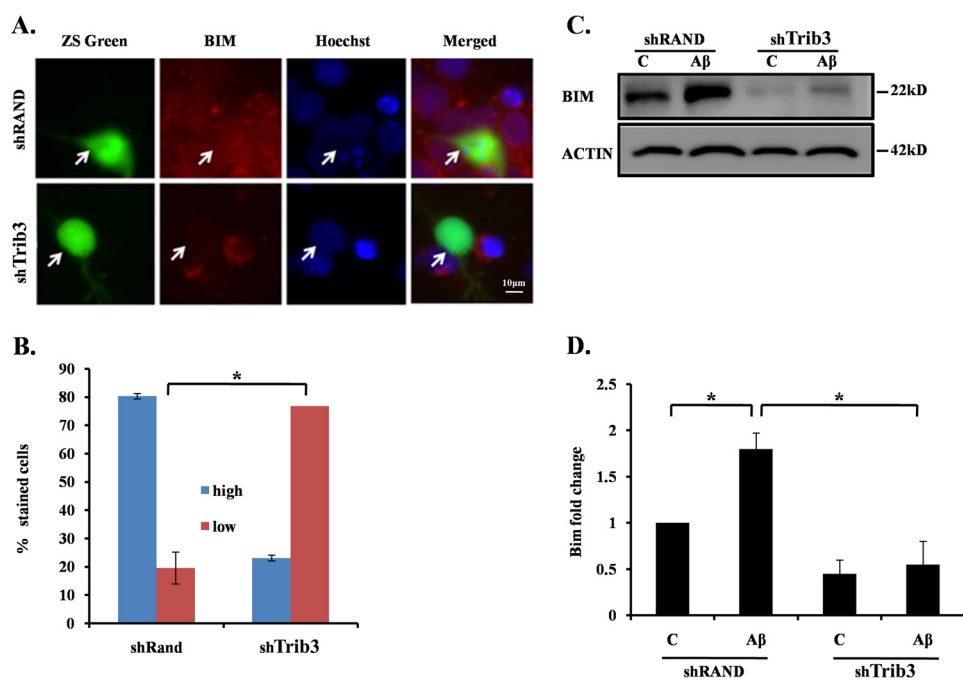 A.
ZS Green BIM Hoechst Merged
shRAND
shTrib3
10μm
B.
90
80
70
60
50
40
30
20
10
0
% stained cells
*
high
low
shRand shTrib3
C.
shRAND shTrib3
C Aβ C Aβ
BIM 22kD
ACTIN 42kD
D.
2.5
2
1.5
1
0.5
0
Bim fold change
* *
C Aβ C Aβ
shRAND shTrib3